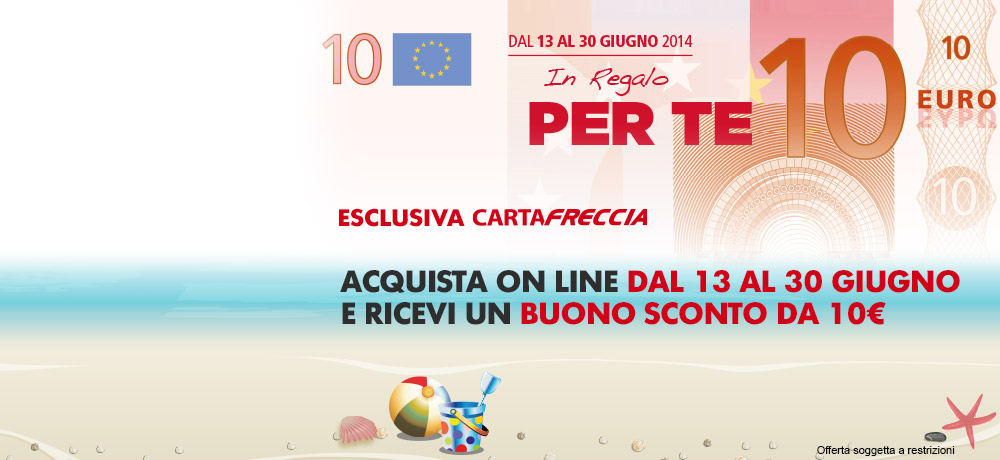 10
DAL 13 AL 30 GIUGNO 2014
In Regalo
PER TE
10
10
EURO
EYPΩ
10
ESCLUSIVA CARTAFRECCIA
ACQUISTA ON LINE DAL 13 AL 30 GIUGNO
E RICEVI UN BUONO SCONTO DA 10€
Offerta soggetta a restrizioni